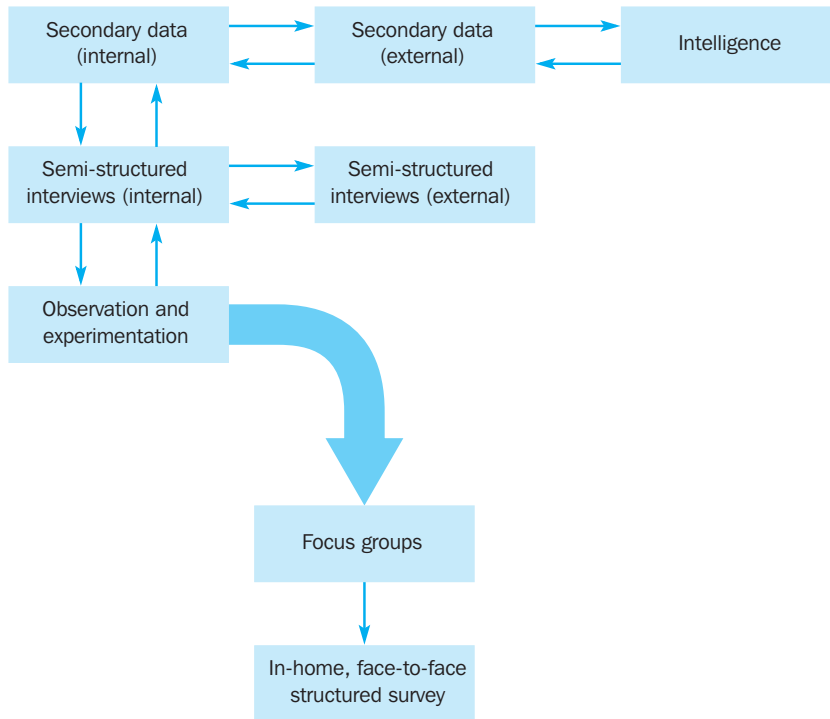 Secondary data
(internal)
Secondary data
(external)
Intelligence
Semi-structured
interviews (internal)
Semi-structured
interviews (external)
Observation and
experimentation
Focus groups
In-home, face-to-face
structured survey